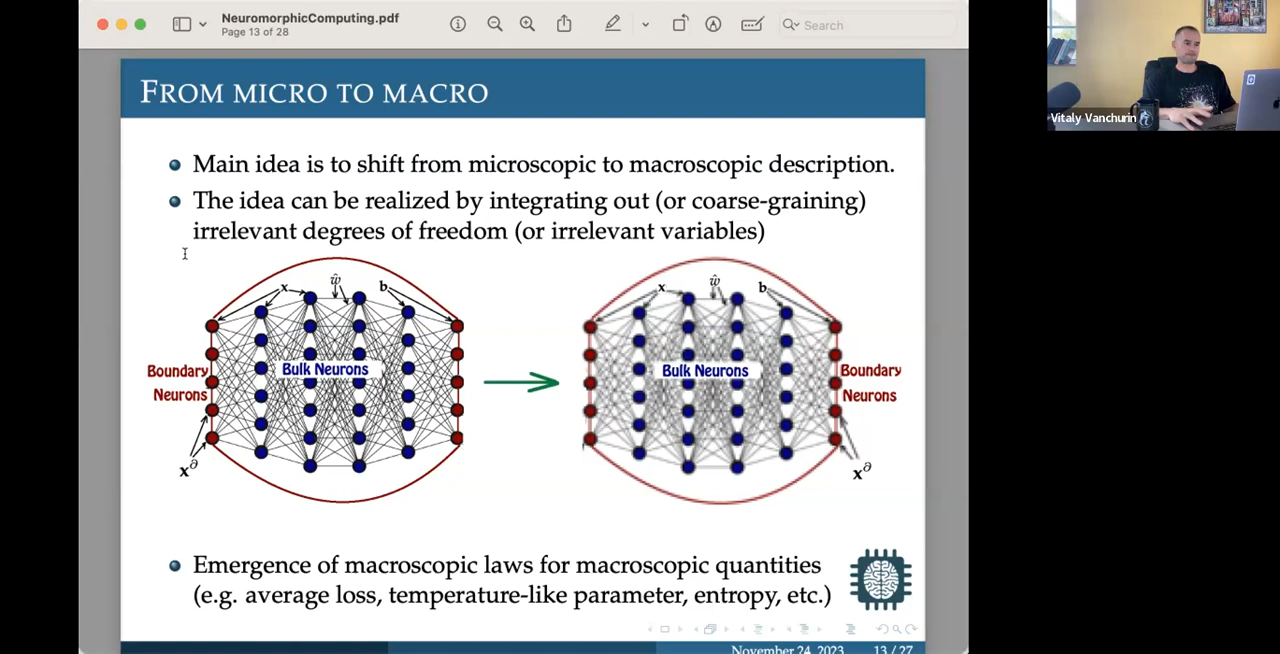 NeuromorphicComputing.pdf
Page 13 of 28
Search
Vitaly Vanchurin
FROM MICRO TO MACRO
Main idea is to shift from microscopic to macroscopic description.
The idea can be realized by integrating out (or coarse-graining)
irrelevant degrees of freedom (or irrelevant variables)
x ŵ b
Boundary
Neurons
Bulk Neurons
x∂
x ŵ b
Bulk Neurons
Boundary
Neurons
x∂
Emergence of macroscopic laws for macroscopic quantities
(e.g. average loss, temperature-like parameter, entropy, etc.)
November 24, 2023 13 / 27